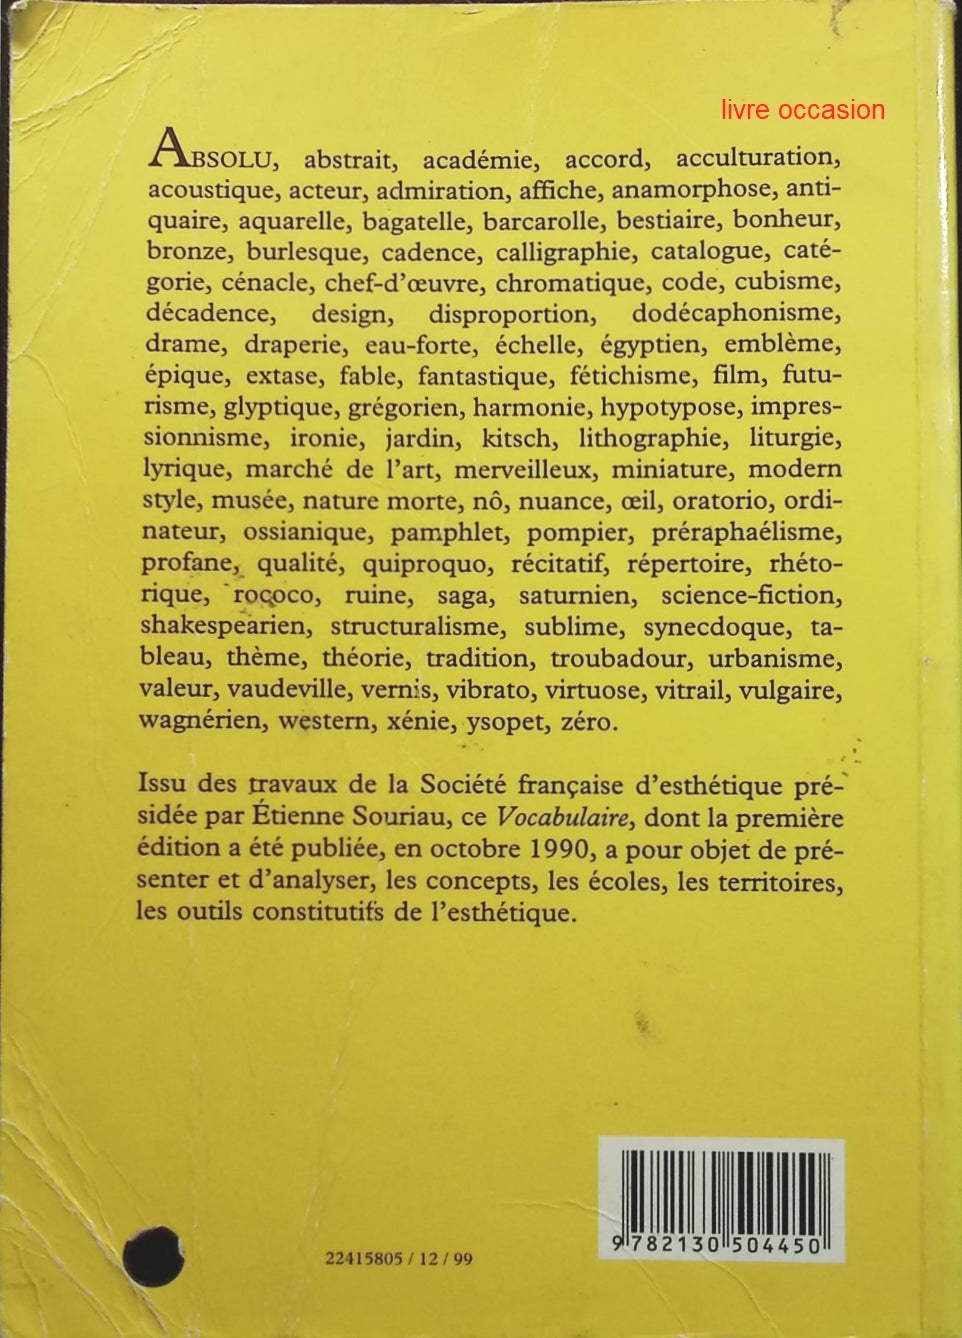 livre occasion
ABSOLU, abstrait, académie, accord, acculturation,
acoustique, acteur, admiration, affiche, anamorphose, anti-
quaire, aquarelle, bagatelle, barcarolle, bestiaire, bonheur,
bronze, burlesque, cadence, calligraphie, catalogue, caté-
gorie, cénacle, chef-d'œuvre, chromatique, code, cubisme,
décadence, design, disproportion, dodécaphonisme,
drame, draperie, eau-forte, échelle, égyptien, emblème,
épique, extase, fable, fantastique, fétichisme, film, futu-
risme, glyptique, grégorien, harmonie, hypotypose, impres-
sionnisme, ironie, jardin, kitsch, lithographie, liturgie,
lyrique, marché de l'art, merveilleux, miniature, modern
style, musée, nature morte, nô, nuance, œil, oratorio, ordi-
nateur, ossianique, pamphlet, pompier, préraphaélisme,
profane, qualité, quiproquo, récitatif, répertoire, rhéto-
rique, rococo, ruine, saga, saturnien, science-fiction,
shakespearien, structuralisme, sublime, synecdoque, ta-
bleau, thème, théorie, tradition, troubadour, urbanisme,
valeur, vaudeville, vernis, vibrato, virtuose, vitrail, vulgaire,
wagnérien, western, xénie, ysopet, zéro.
Issu des travaux de la Société française d'esthétique pré-
sidée par Étienne Souriau, ce Vocabulaire, dont la première
édition a été publiée, en octobre 1990, a pour objet de pré-
senter et d'analyser, les concepts, les écoles, les territoires,
les outils constitutifs de l'esthétique.
9 782130 504450
22415805 / 12 / 99